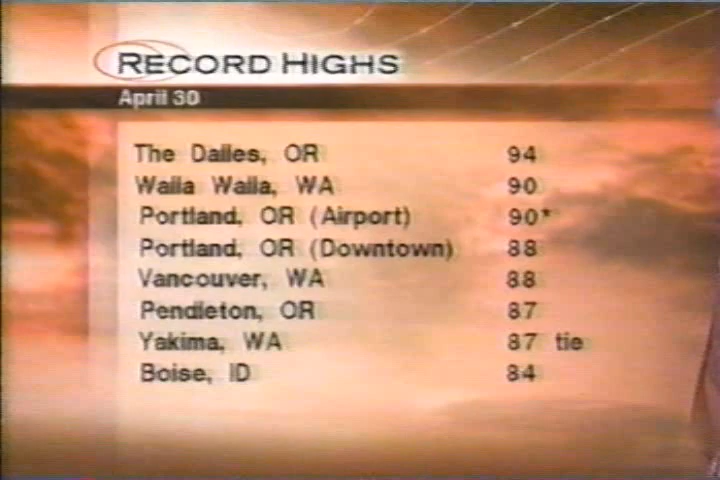 RECORD HIGHS
April 30
The Dalles, OR 94
Walla Walla, WA 90
Portland, OR (Airport) 90*
Portland, OR (Downtown) 88
Vancouver, WA 88
Pendleton, OR 87
Yakima, WA 87 tie
Boise, ID 84